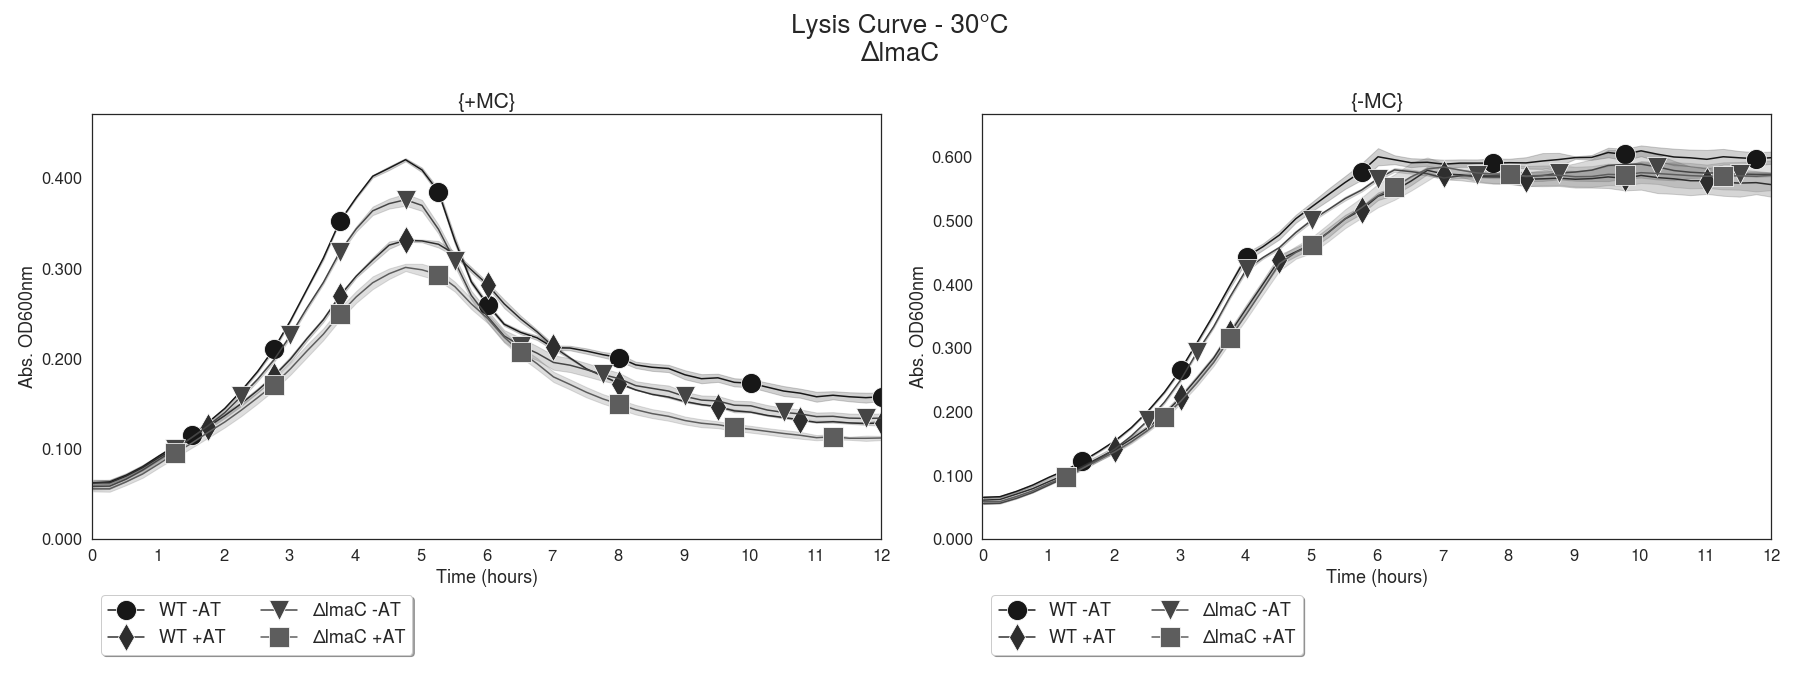 Lysis Curve - 30°C
ΔlmaC
{+MC}
Abs. OD600nm
0.400
0.300
0.200
0.100
0.000
0 1 2 3 4 5 6 7 8 9 10 11 12
Time (hours)
WT -AT ΔlmaC -AT
WT +AT ΔlmaC +AT
{-MC}
Abs. OD600nm
0.600
0.500
0.400
0.300
0.200
0.100
0.000
0 1 2 3 4 5 6 7 8 9 10 11 12
Time (hours)
WT -AT ΔlmaC -AT
WT +AT ΔlmaC +AT